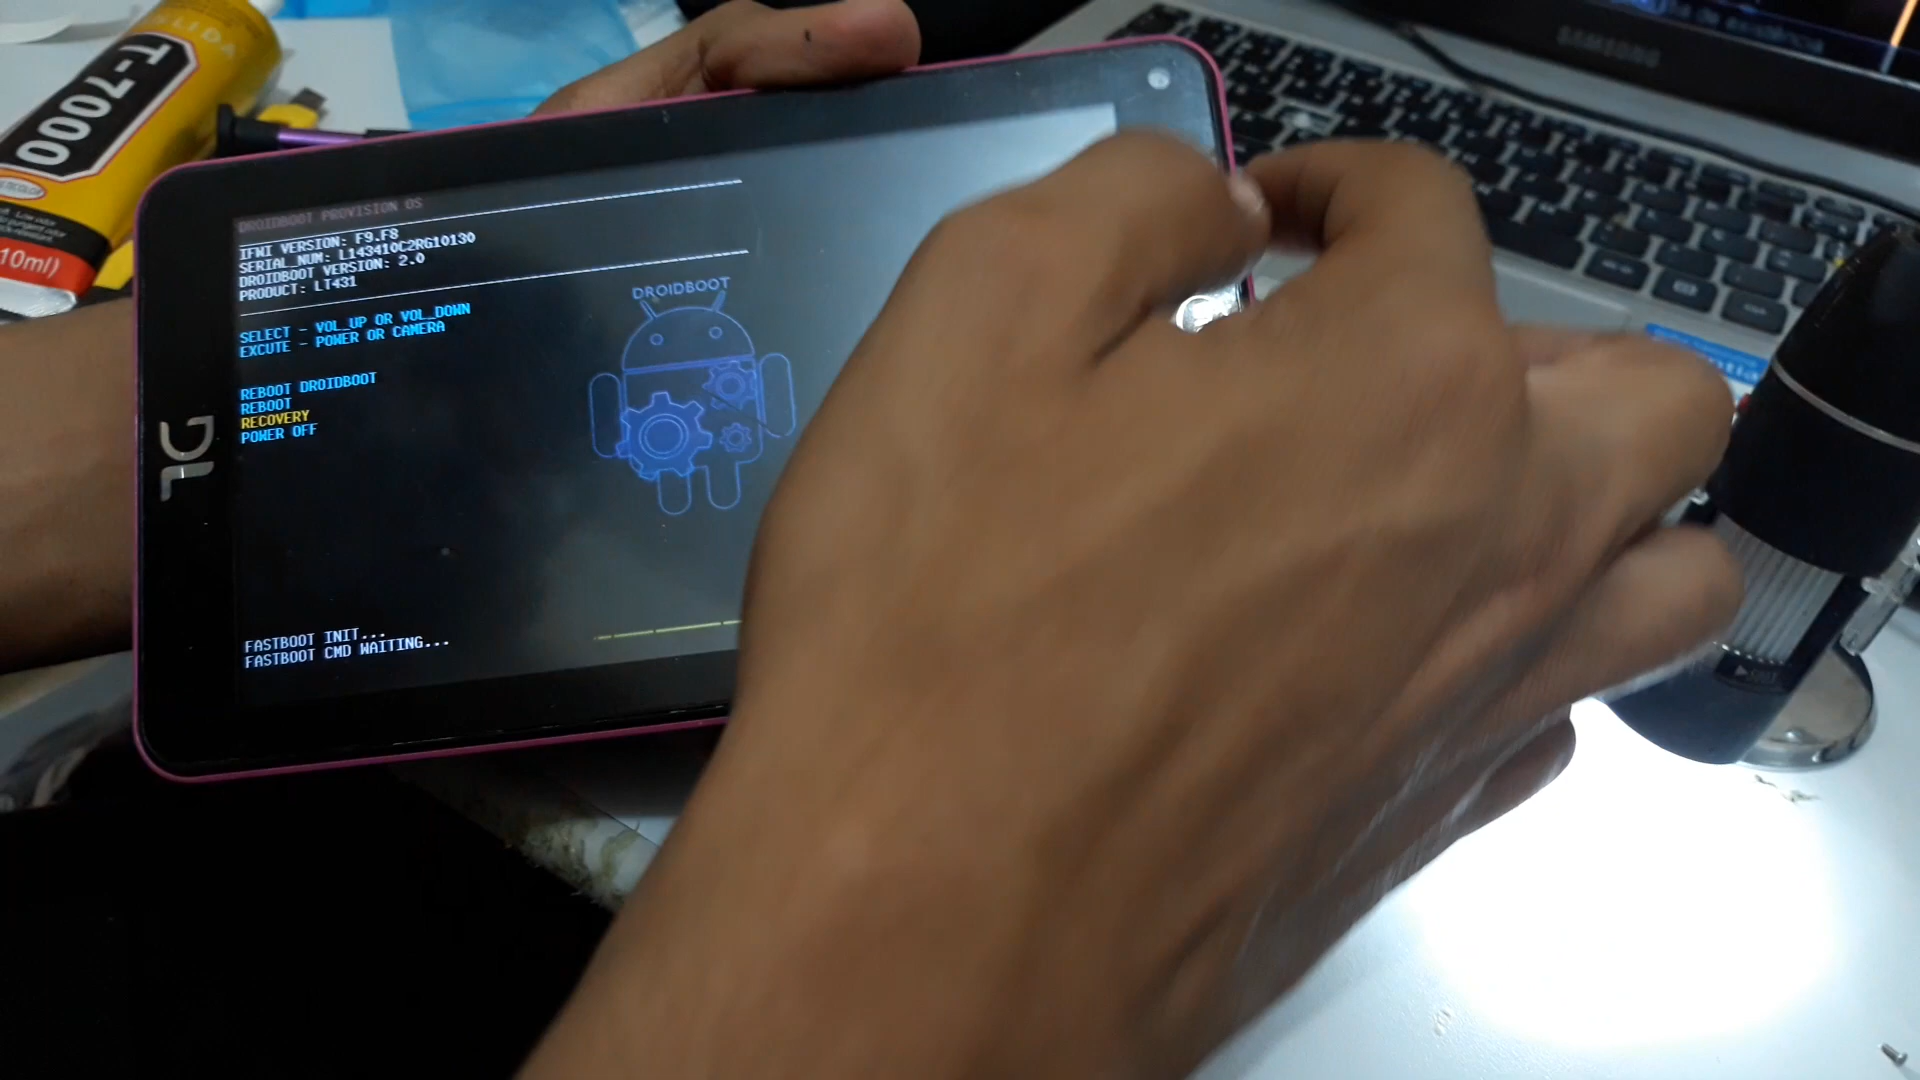 DROIDBOOT PROVISION OS
IFWI VERSION: F9.F8
SERIAL_NUM: L143410C2RG10130
DROIDBOOT VERSION: 2.0
PRODUCT: LT431
SELECT - VOL_UP OR VOL_DOWN
EXCUTE - POWER OR CAMERA
REBOOT DROIDBOOT
REBOOT
RECOVERY
POWER OFF
FASTBOOT INIT...
FASTBOOT CMD WAITING...
DROIDBOOT
DL
T-7000
10ml)
SAMSUNG